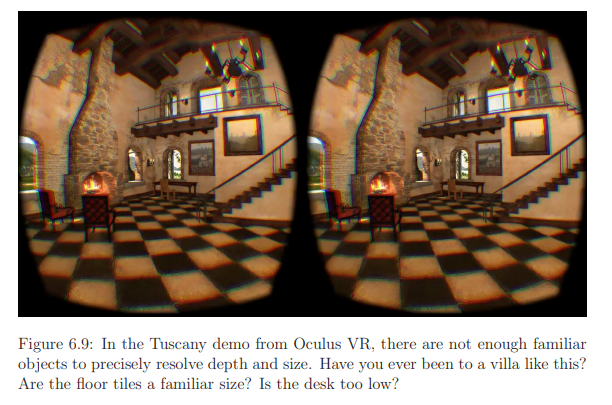 Figure 6.9: In the Tuscany demo from Oculus VR, there are not enough familiar
objects to precisely resolve depth and size. Have you ever been to a villa like this?
Are the floor tiles a familiar size? Is the desk too low?